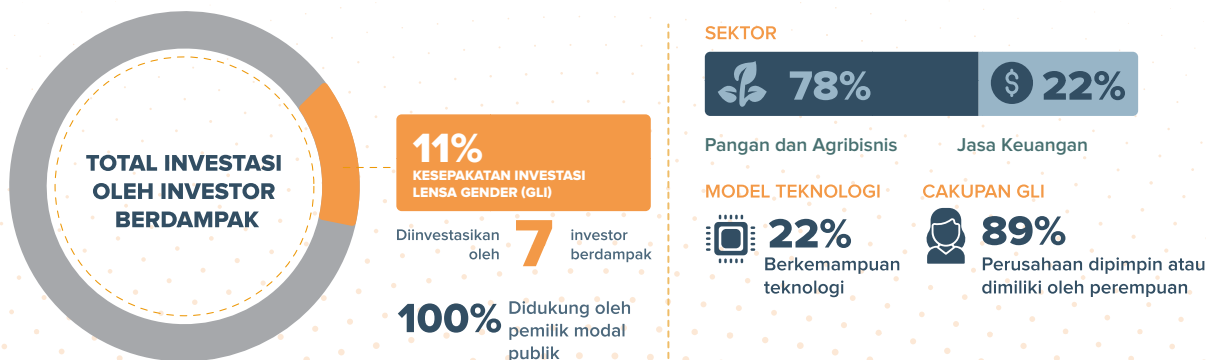 TOTAL INVESTASI
OLEH INVESTOR
BERDAMPAK
11%
KESEPAKATAN INVESTASI
LENSA GENDER (GLI)
Diinvestasikan
oleh
7
investor
berdampak
100%
Didukung oleh
pemilik modal
publik
SEKTOR
78%
$ 22%
Pangan dan Agribisnis
Jasa Keuangan
MODEL TEKNOLOGI
22%
Berkemampuan
teknologi
CAKUPAN GLI
89%
Perusahaan dipimpin atau
dimiliki oleh perempuan